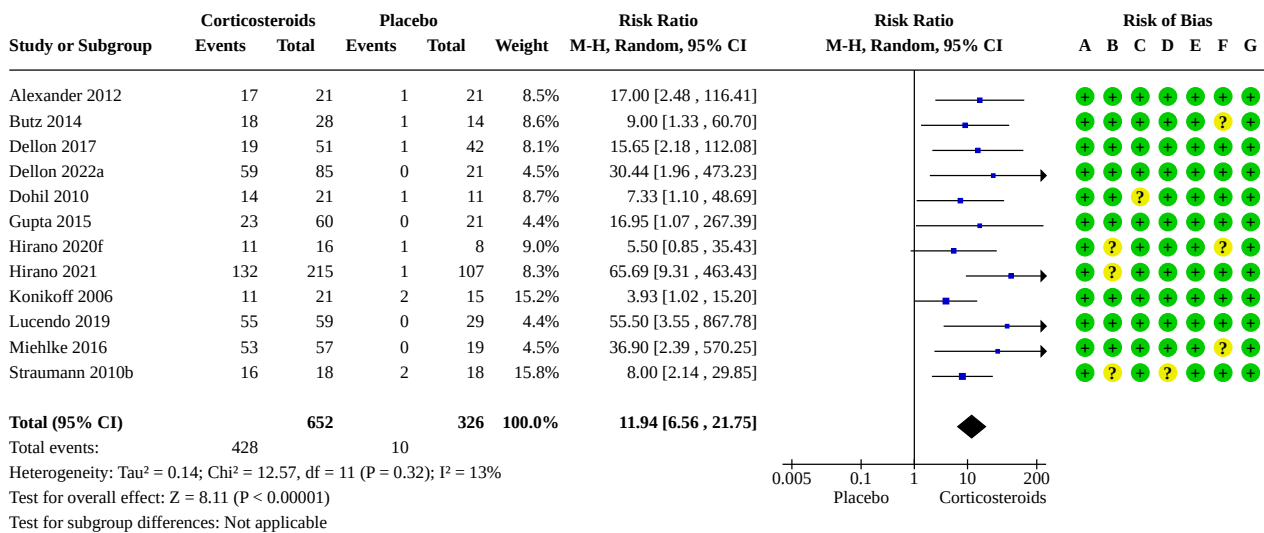 Corticosteroids Placebo Risk Ratio Risk Ratio Risk of Bias
Study or Subgroup Events Total Events Total Weight M-H, Random, 95% CI M-H, Random, 95% CI A B C D E F G
Alexander 2012 17 21 1 21 8.5% 17.00 [2.48 , 116.41] + + + + + + +
Butz 2014 18 28 1 14 8.6% 9.00 [1.33 , 60.70] + + + + + ? +
Dellon 2017 19 51 1 42 8.1% 15.65 [2.18 , 112.08] + + + + + + +
Dellon 2022a 59 85 0 21 4.5% 30.44 [1.96 , 473.23] + + + + + + +
Dohil 2010 14 21 1 11 8.7% 7.33 [1.10 , 48.69] + + ? + + + +
Gupta 2015 23 60 0 21 4.4% 16.95 [1.07 , 267.39] + + + + + + +
Hirano 2020f 11 16 1 8 9.0% 5.50 [0.85 , 35.43] + ? + + + ? +
Hirano 2021 132 215 1 107 8.3% 65.69 [9.31 , 463.43] + ? + + + + +
Konikoff 2006 11 21 2 15 15.2% 3.93 [1.02 , 15.20] + + + + + + +
Lucendo 2019 55 59 0 29 4.4% 55.50 [3.55 , 867.78] + + + + + + +
Miehlke 2016 53 57 0 19 4.5% 36.90 [2.39 , 570.25] + + + + + ? +
Straumann 2010b 16 18 2 18 15.8% 8.00 [2.14 , 29.85] + ? + ? + + +
Total (95% CI) 652 326 100.0% 11.94 [6.56 , 21.75]
Total events: 428 10
Heterogeneity: Tau² = 0.14; Chi² = 12.57, df = 11 (P = 0.32); I² = 13%
0.005 0.1 1 10 200
Test for overall effect: Z = 8.11 (P < 0.00001) Placebo Corticosteroids
Test for subgroup differences: Not applicable